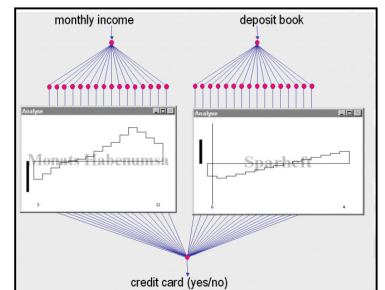 monthly income
deposit book
Analyse
Analyse
Monats Habenumsa
Sparheft
3
11
0
4
credit card (yes/no)